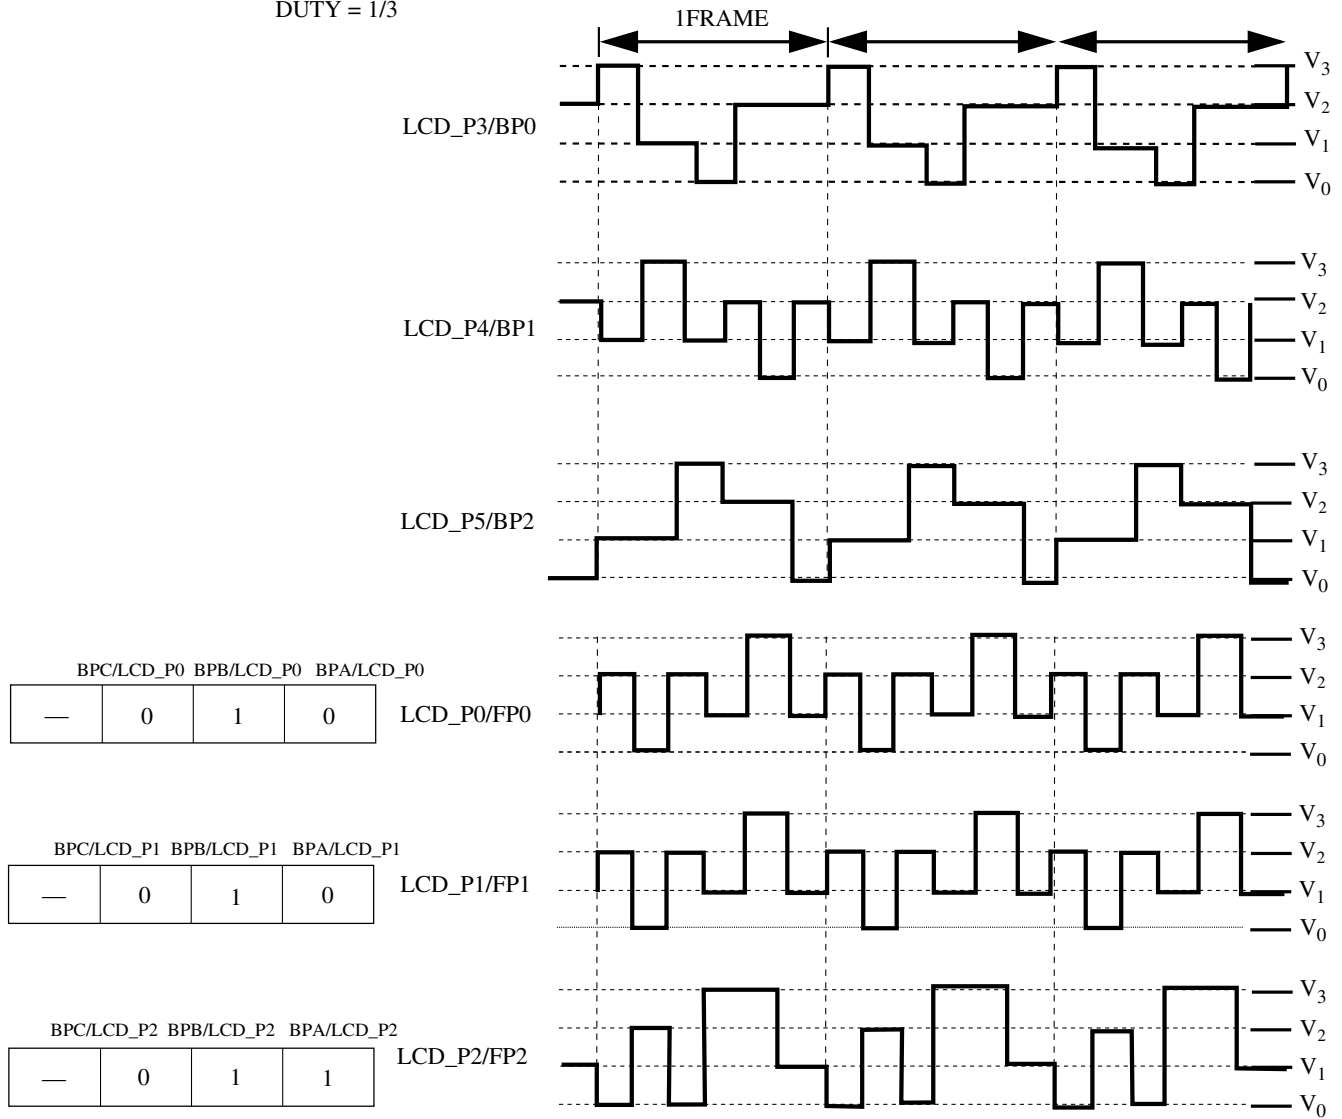 DUTY = 1/3
1FRAME
LCD_P3/BP0
V3
V2
V1
V0
LCD_P4/BP1
V3
V2
V1
V0
LCD_P5/BP2
V3
V2
V1
V0
BPC/LCD_P0 BPB/LCD_P0 BPA/LCD_P0
— 0 1 0
LCD_P0/FP0
V3
V2
V1
V0
BPC/LCD_P1 BPB/LCD_P1 BPA/LCD_P1
— 0 1 0
LCD_P1/FP1
V3
V2
V1
V0
BPC/LCD_P2 BPB/LCD_P2 BPA/LCD_P2
— 0 1 1
LCD_P2/FP2
V3
V2
V1
V0